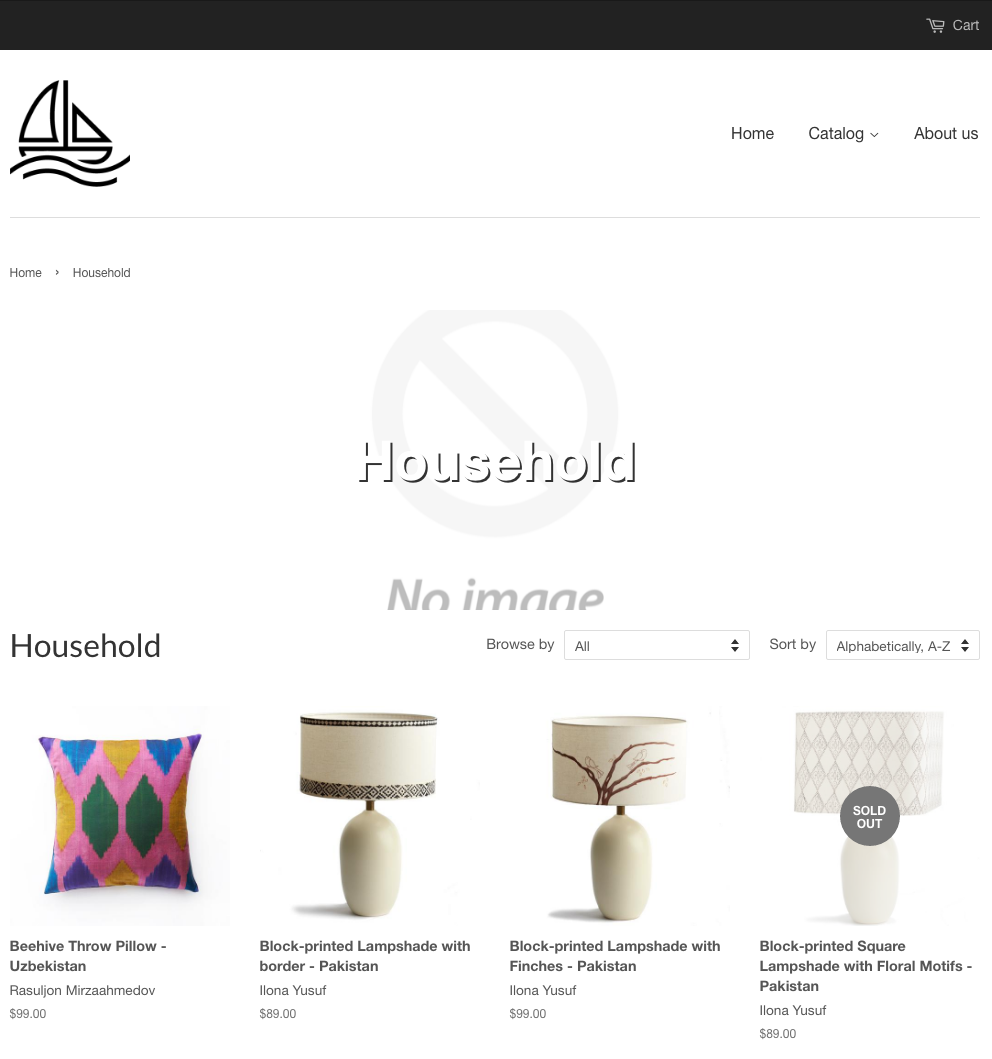 Cart
Home
Catalog
About us
Home › Household
Household
No image
Household
Browse by
All
Sort by
Alphabetically, A-Z
SOLD
OUT
Beehive Throw Pillow -
Uzbekistan
Rasuljon Mirzaahmedov
$99.00
Block-printed Lampshade with
border - Pakistan
Ilona Yusuf
$89.00
Block-printed Lampshade with
Finches - Pakistan
Ilona Yusuf
$99.00
Block-printed Square
Lampshade with Floral Motifs -
Pakistan
Ilona Yusuf
$89.00